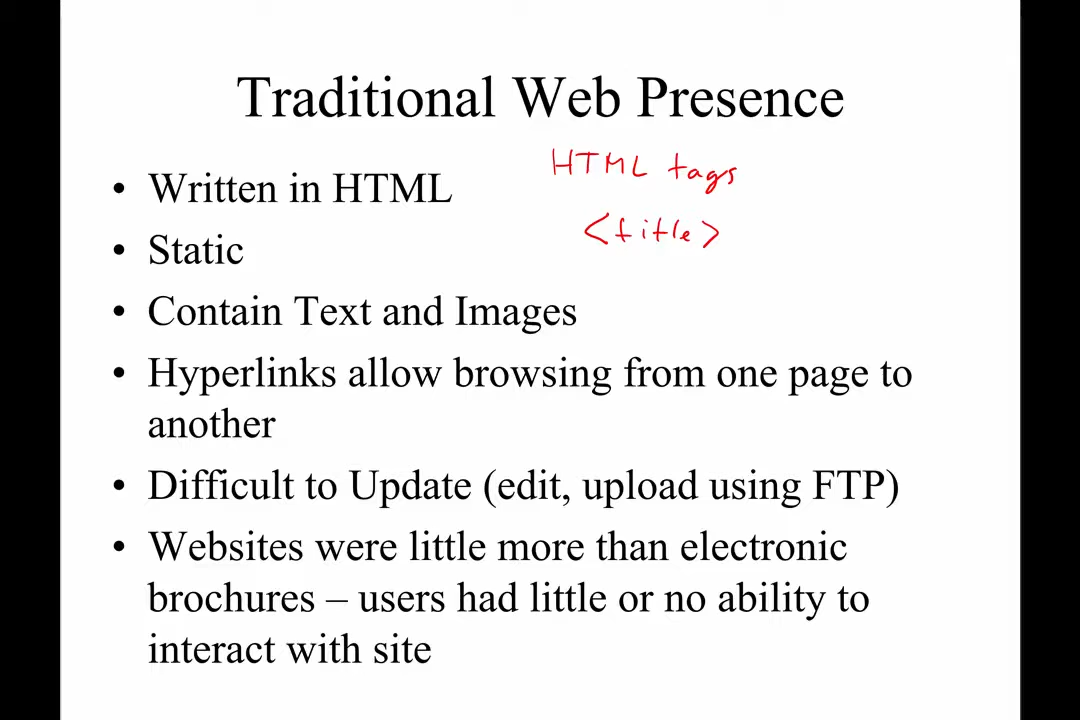 Traditional Web Presence
HTML tags
• Written in HTML
<title>
• Static
• Contain Text and Images
• Hyperlinks allow browsing from one page to
another
• Difficult to Update (edit, upload using FTP)
• Websites were little more than electronic
brochures – users had little or no ability to
interact with site